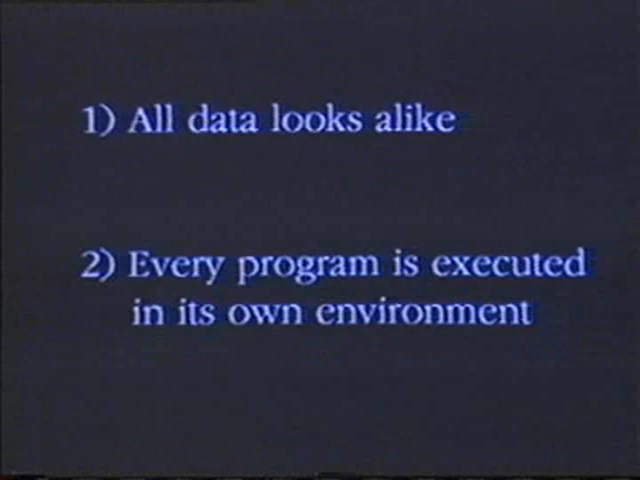 1) All data looks alike
2) Every program is executed
in its own environment